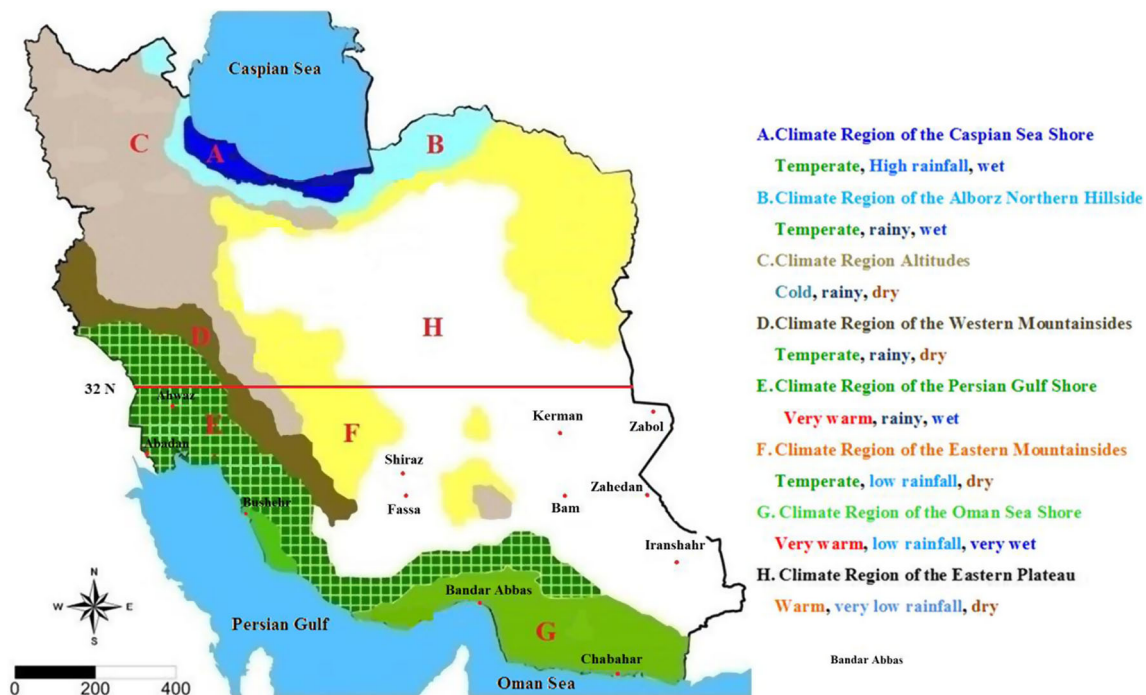 Caspian Sea
C
A
B
H
D
32 N
Ahwaz
E
Abadan
F
Kerman
Zabol
Shiraz
Fassa
Bam
Zahedan
Bushehr
Iranshahr
Bandar Abbas
Persian Gulf
G
Chabahar
Oman Sea
N
W E
S
0 200 400
A.Climate Region of the Caspian Sea Shore
Temperate, High rainfall, wet
B.Climate Region of the Alborz Northern Hillside
Temperate, rainy, wet
C.Climate Region Altitudes
Cold, rainy, dry
D.Climate Region of the Western Mountainsides
Temperate, rainy, dry
E.Climate Region of the Persian Gulf Shore
Very warm, rainy, wet
F.Climate Region of the Eastern Mountainsides
Temperate, low rainfall, dry
G. Climate Region of the Oman Sea Shore
Very warm, low rainfall, very wet
H. Climate Region of the Eastern Plateau
Warm, very low rainfall, dry
Bandar Abbas